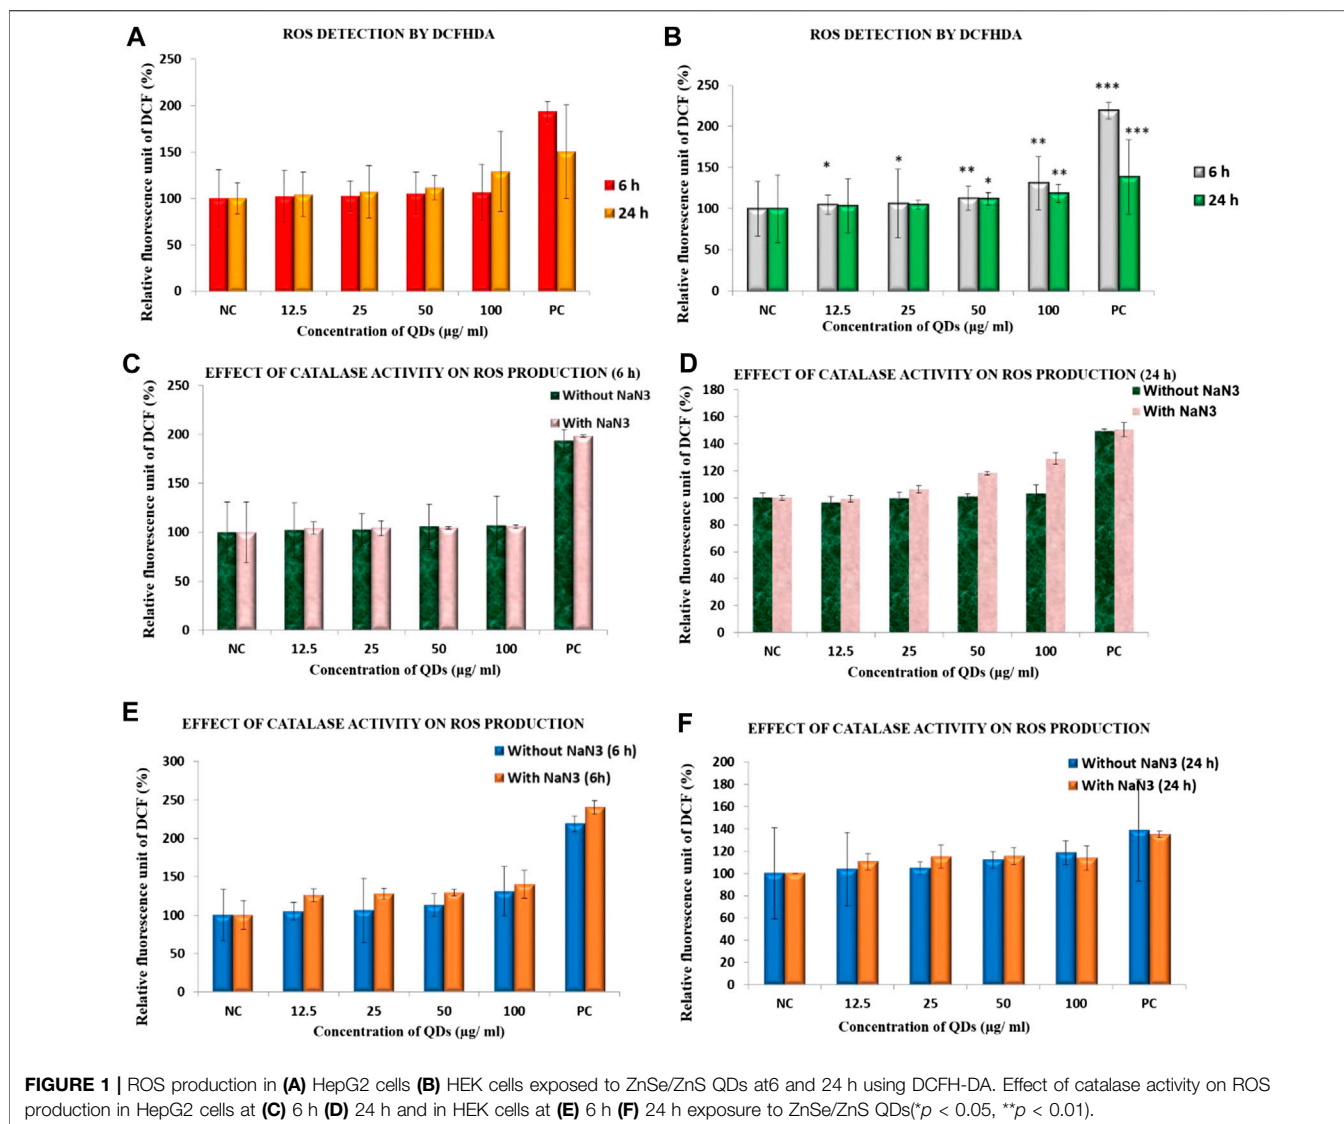 A
ROS DETECTION BY DCFHDA
Relative fluorescence unit of DCF (%)
250
200
150
100
50
0
NC 12.5 25 50 100 PC
Concentration of QDs (µg/ ml)
6 h
24 h
B
ROS DETECTION BY DCFHDA
Relative fluorescence unit of DCF (%)
250
200
150
100
50
0
* * ** * ** ** *** ***
NC 12.5 25 50 100 PC
Concentration of QDs (µg/ ml)
6 h
24 h
C
EFFECT OF CATALASE ACTIVITY ON ROS PRODUCTION (6 h)
Relative fluorescence unit of DCF (%)
250
200
150
100
50
0
Without NaN3
With NaN3
NC 12.5 25 50 100 PC
Concentration of QDs (µg/ ml)
D
EFFECT OF CATALASE ACTIVITY ON ROS PRODUCTION (24 h)
Relative fluorescence unit of DCF (%)
180
160
140
120
100
80
60
40
20
0
Without NaN3
With NaN3
NC 12.5 25 50 100 PC
Concentration of QDs (µg/ ml)
E
EFFECT OF CATALASE ACTIVITY ON ROS PRODUCTION
Relative fluorescence unit of DCF (%)
300
250
200
150
100
50
0
Without NaN3 (6 h)
With NaN3 (6h)
NC 12.5 25 50 100 PC
Concentration of QDs (µg/ ml)
F
EFFECT OF CATALASE ACTIVITY ON ROS PRODUCTION
Relative fluorescence unit of DCF (%)
200
180
160
140
120
100
80
60
40
20
0
Without NaN3 (24 h)
With NaN3 (24 h)
NC 12.5 25 50 100 PC
Concentration of QDs (µg/ ml)
FIGURE 1 | ROS production in (A) HepG2 cells (B) HEK cells exposed to ZnSe/ZnS QDs at6 and 24 h using DCFH-DA. Effect of catalase activity on ROS
production in HepG2 cells at (C) 6 h (D) 24 h and in HEK cells at (E) 6 h (F) 24 h exposure to ZnSe/ZnS QDs(*p < 0.05, **p < 0.01).